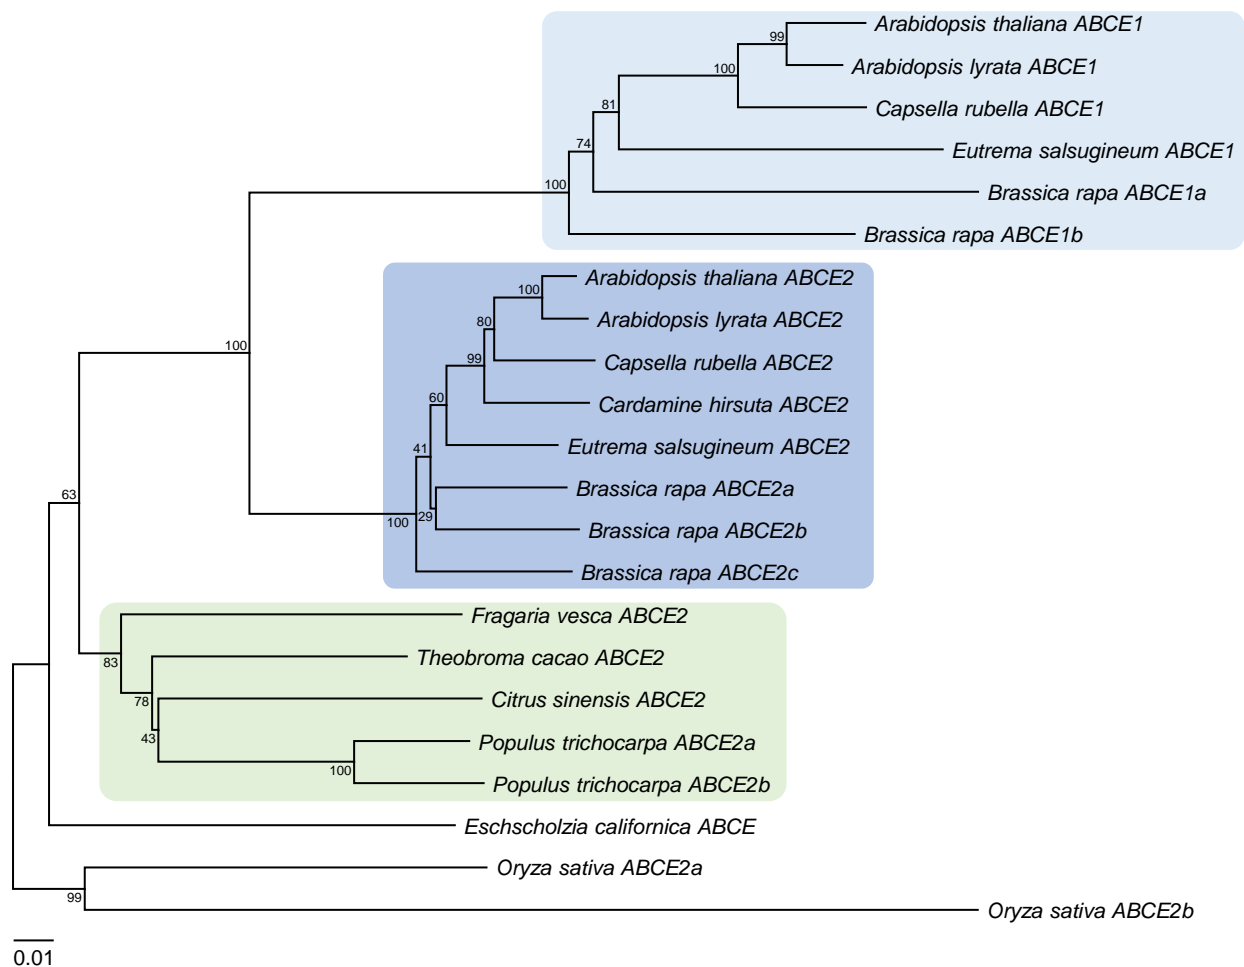 Arabidopsis thaliana ABCE1
99
Arabidopsis lyrata ABCE1
100
Capsella rubella ABCE1
81
74
Eutrema salsugineum ABCE1
100
Brassica rapa ABCE1a
Brassica rapa ABCE1b
Arabidopsis thaliana ABCE2
100
Arabidopsis lyrata ABCE2
80
100
99
Capsella rubella ABCE2
60
Cardamine hirsuta ABCE2
41
Eutrema salsugineum ABCE2
63
Brassica rapa ABCE2a
100
29
Brassica rapa ABCE2b
Brassica rapa ABCE2c
Fragaria vesca ABCE2
83
Theobroma cacao ABCE2
78
Citrus sinensis ABCE2
43
Populus trichocarpa ABCE2a
100
Populus trichocarpa ABCE2b
Eschscholzia californica ABCE
Oryza sativa ABCE2a
99
Oryza sativa ABCE2b
0.01